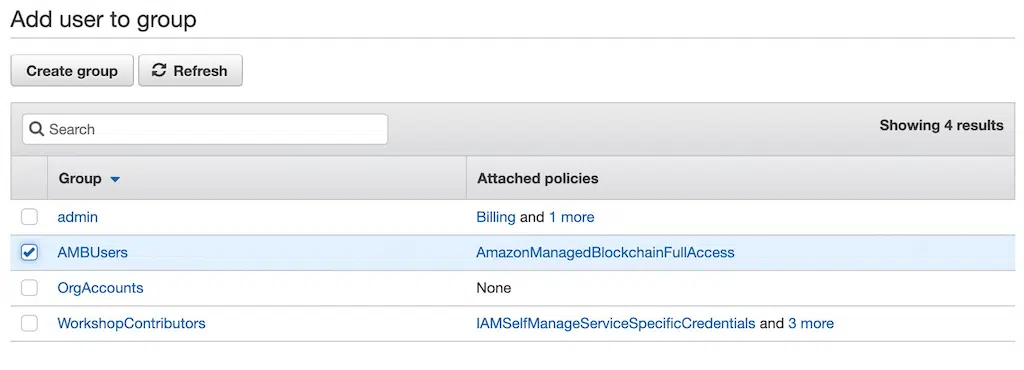 Add user to group
Create group Refresh
Search Showing 4 results
Group Attached policies
admin Billing and 1 more
AMBUsers AmazonManagedBlockchainFullAccess
OrgAccounts None
WorkshopContributors IAMSelfManageServiceSpecificCredentials and 3 more